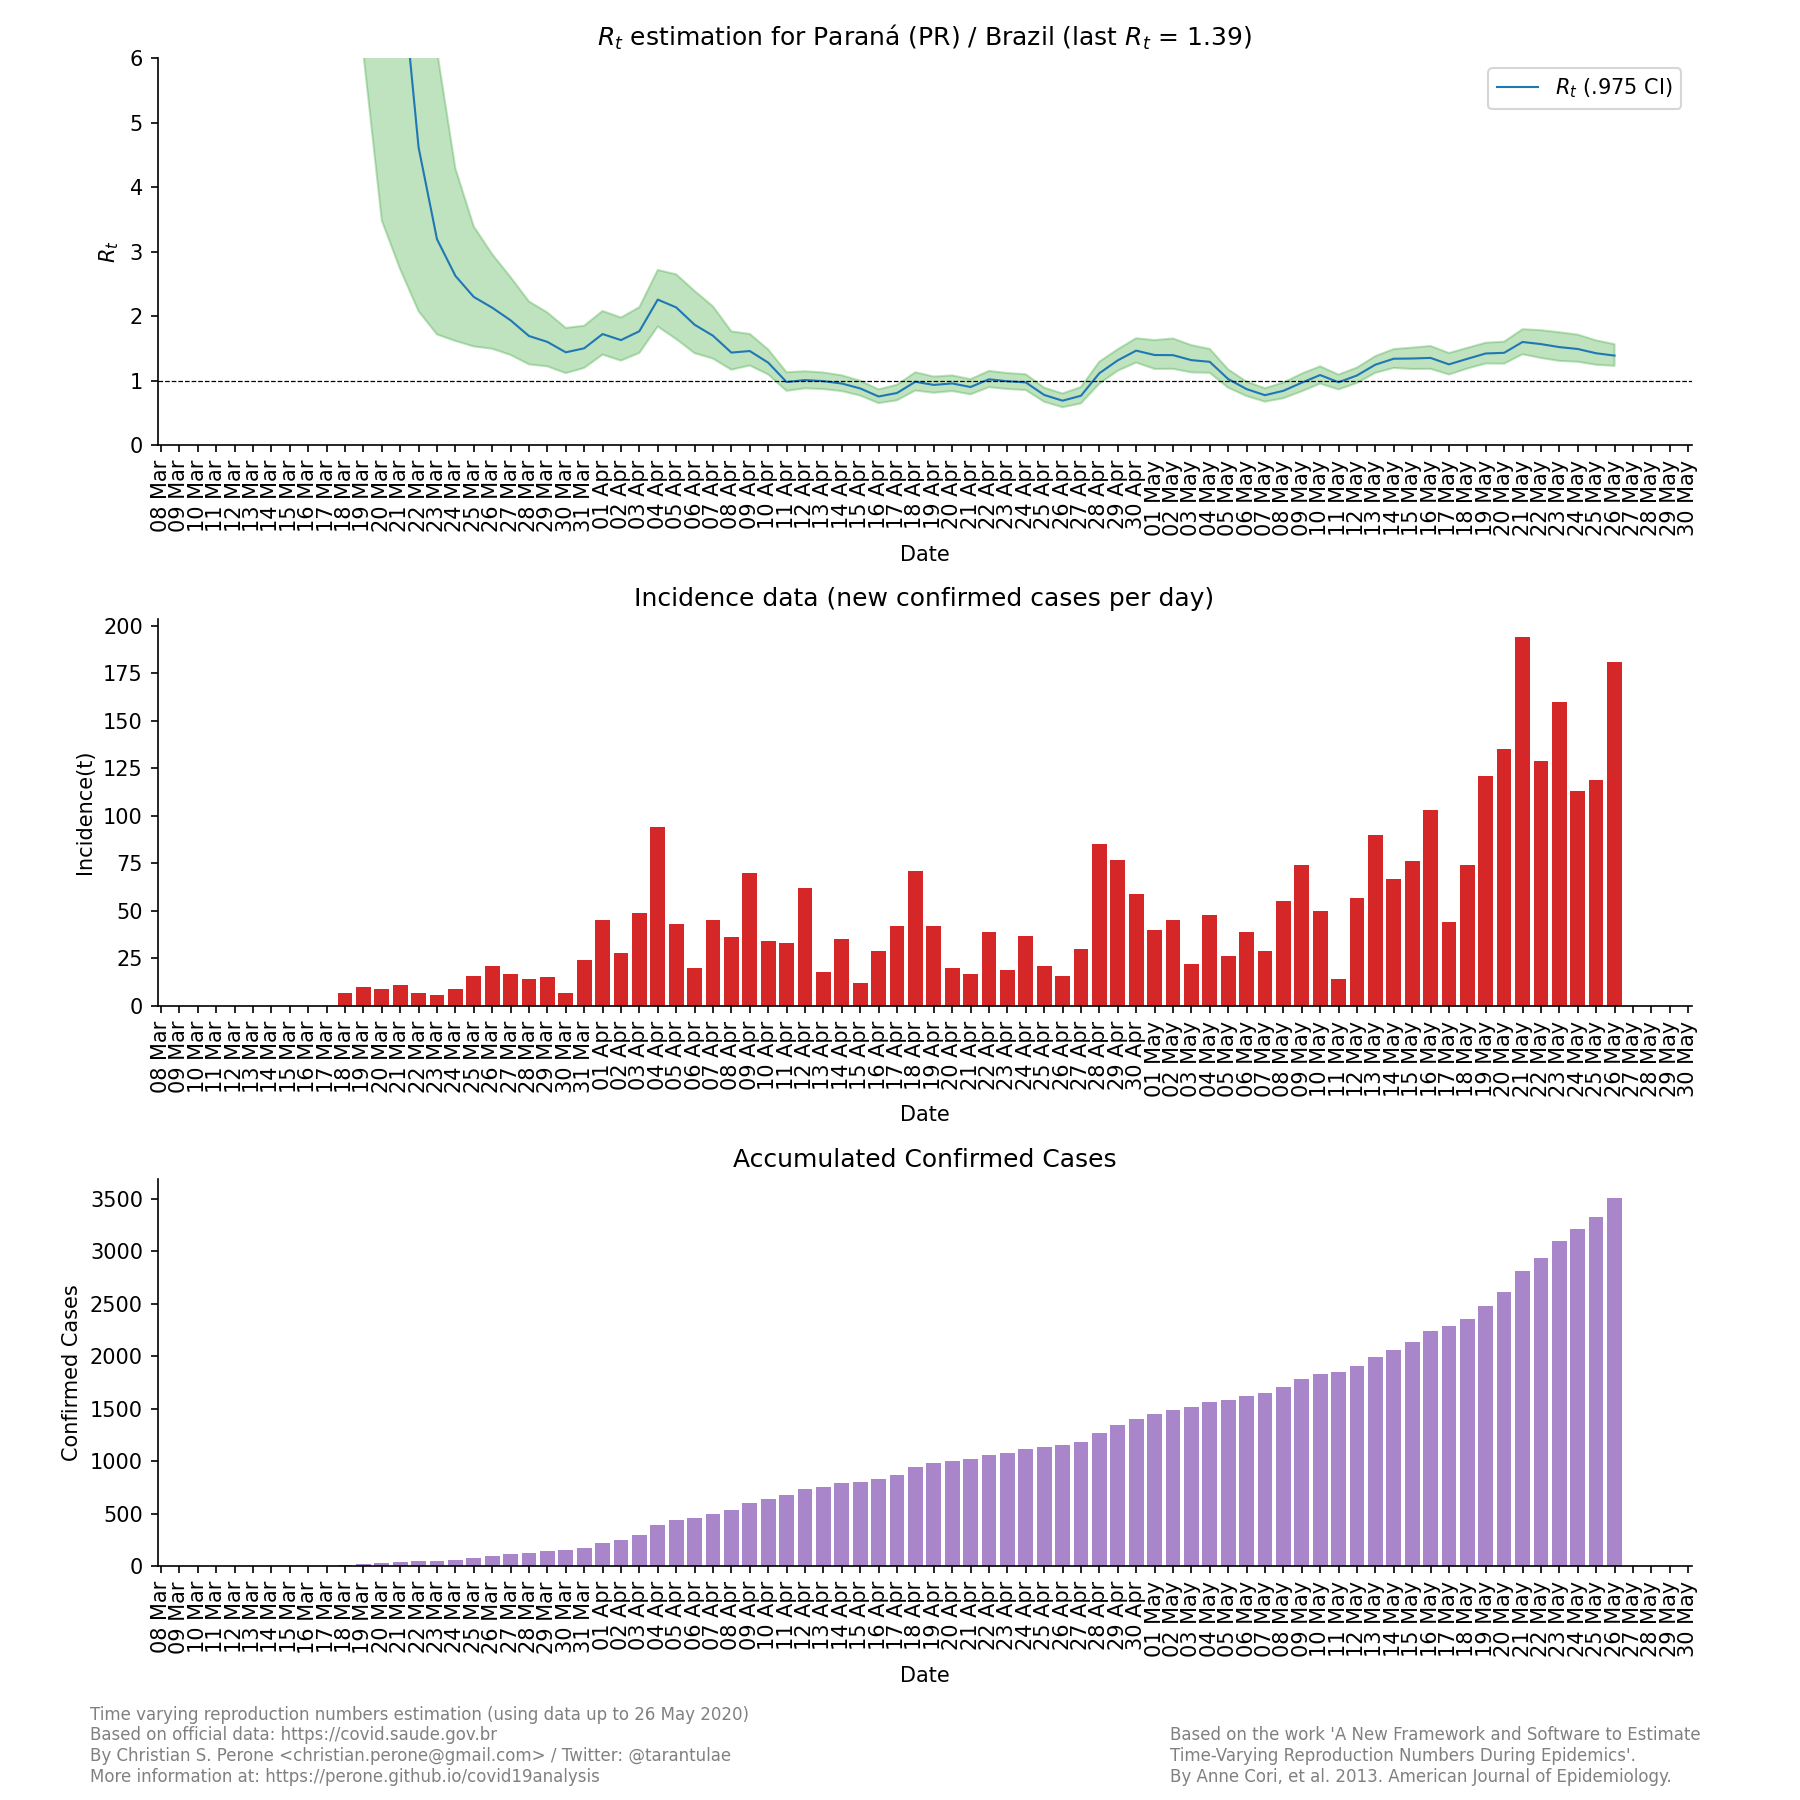 R_t estimation for Paraná (PR) / Brazil (last R_t = 1.39)
R_t (.975 CI)
R_t
6
5
4
3
2
1
0
08 Mar 09 Mar 10 Mar 11 Mar 12 Mar 13 Mar 14 Mar 15 Mar 16 Mar 17 Mar 18 Mar 19 Mar 20 Mar 21 Mar 22 Mar 23 Mar 24 Mar 25 Mar 26 Mar 27 Mar 28 Mar 29 Mar 30 Mar 31 Mar 01 Apr 02 Apr 03 Apr 04 Apr 05 Apr 06 Apr 07 Apr 08 Apr 09 Apr 10 Apr 11 Apr 12 Apr 13 Apr 14 Apr 15 Apr 16 Apr 17 Apr 18 Apr 19 Apr 20 Apr 21 Apr 22 Apr 23 Apr 24 Apr 25 Apr 26 Apr 27 Apr 28 Apr 29 Apr 30 Apr 01 May 02 May 03 May 04 May 05 May 06 May 07 May 08 May 09 May 10 May 11 May 12 May 13 May 14 May 15 May 16 May 17 May 18 May 19 May 20 May 21 May 22 May 23 May 24 May 25 May 26 May 27 May 28 May 29 May 30 May
Date
Incidence data (new confirmed cases per day)
Incidence(t)
200
175
150
125
100
75
50
25
0
08 Mar 09 Mar 10 Mar 11 Mar 12 Mar 13 Mar 14 Mar 15 Mar 16 Mar 17 Mar 18 Mar 19 Mar 20 Mar 21 Mar 22 Mar 23 Mar 24 Mar 25 Mar 26 Mar 27 Mar 28 Mar 29 Mar 30 Mar 31 Mar 01 Apr 02 Apr 03 Apr 04 Apr 05 Apr 06 Apr 07 Apr 08 Apr 09 Apr 10 Apr 11 Apr 12 Apr 13 Apr 14 Apr 15 Apr 16 Apr 17 Apr 18 Apr 19 Apr 20 Apr 21 Apr 22 Apr 23 Apr 24 Apr 25 Apr 26 Apr 27 Apr 28 Apr 29 Apr 30 Apr 01 May 02 May 03 May 04 May 05 May 06 May 07 May 08 May 09 May 10 May 11 May 12 May 13 May 14 May 15 May 16 May 17 May 18 May 19 May 20 May 21 May 22 May 23 May 24 May 25 May 26 May 27 May 28 May 29 May 30 May
Date
Accumulated Confirmed Cases
Confirmed Cases
3500
3000
2500
2000
1500
1000
500
0
08 Mar 09 Mar 10 Mar 11 Mar 12 Mar 13 Mar 14 Mar 15 Mar 16 Mar 17 Mar 18 Mar 19 Mar 20 Mar 21 Mar 22 Mar 23 Mar 24 Mar 25 Mar 26 Mar 27 Mar 28 Mar 29 Mar 30 Mar 31 Mar 01 Apr 02 Apr 03 Apr 04 Apr 05 Apr 06 Apr 07 Apr 08 Apr 09 Apr 10 Apr 11 Apr 12 Apr 13 Apr 14 Apr 15 Apr 16 Apr 17 Apr 18 Apr 19 Apr 20 Apr 21 Apr 22 Apr 23 Apr 24 Apr 25 Apr 26 Apr 27 Apr 28 Apr 29 Apr 30 Apr 01 May 02 May 03 May 04 May 05 May 06 May 07 May 08 May 09 May 10 May 11 May 12 May 13 May 14 May 15 May 16 May 17 May 18 May 19 May 20 May 21 May 22 May 23 May 24 May 25 May 26 May 27 May 28 May 29 May 30 May
Date
Time varying reproduction numbers estimation (using data up to 26 May 2020)
Based on official data: https://covid.saude.gov.br
By Christian S. Perone <christian.perone@gmail.com> / Twitter: @tarantulae
More information at: https://perone.github.io/covid19analysis
Based on the work 'A New Framework and Software to Estimate
Time-Varying Reproduction Numbers During Epidemics'.
By Anne Cori, et al. 2013. American Journal of Epidemiology.